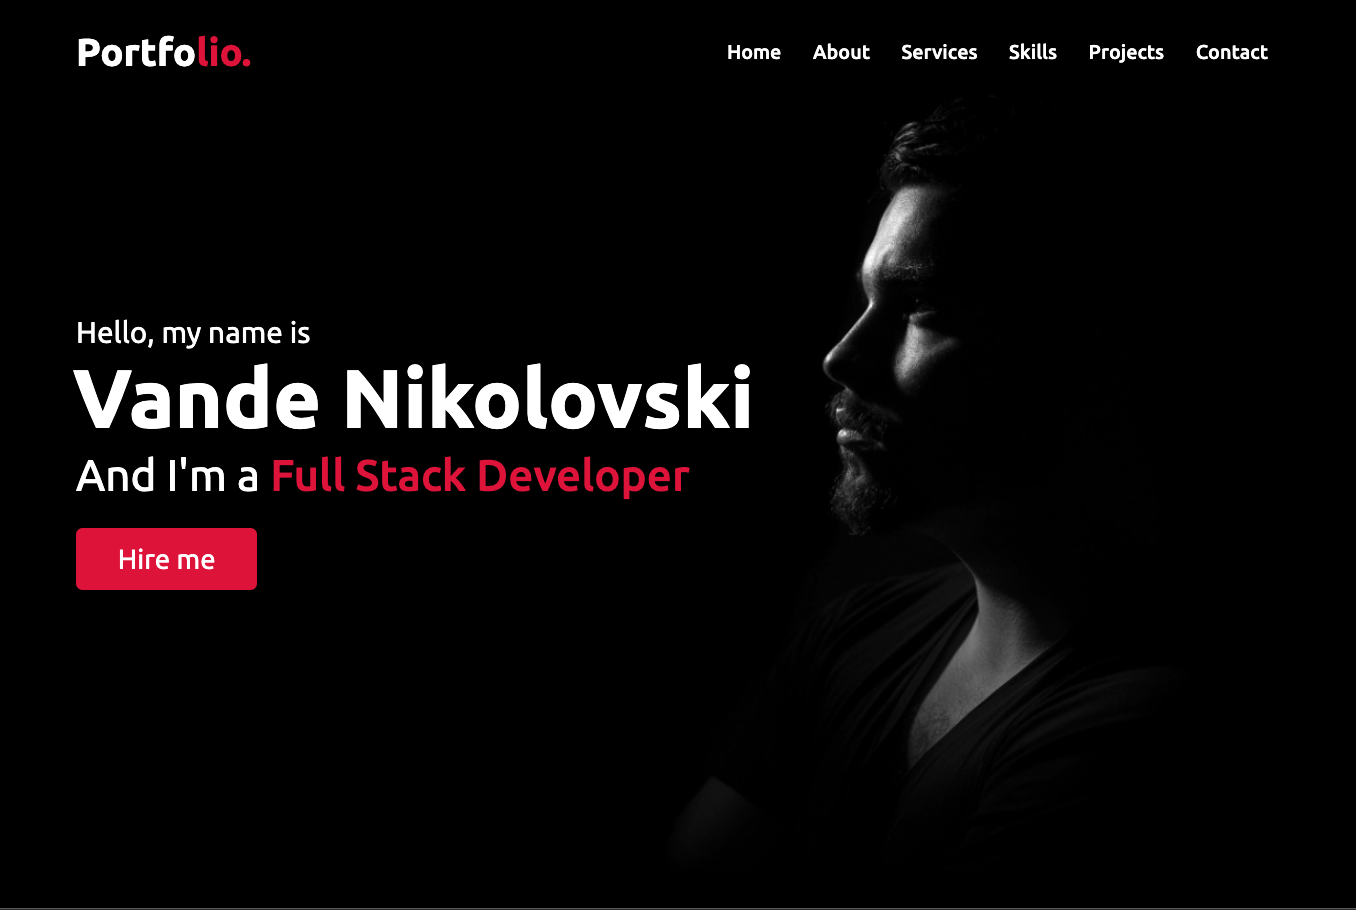 Portfolio.
Home About Services Skills Projects Contact
Hello, my name is
Vande Nikolovski
And I'm a Full Stack Developer
Hire me